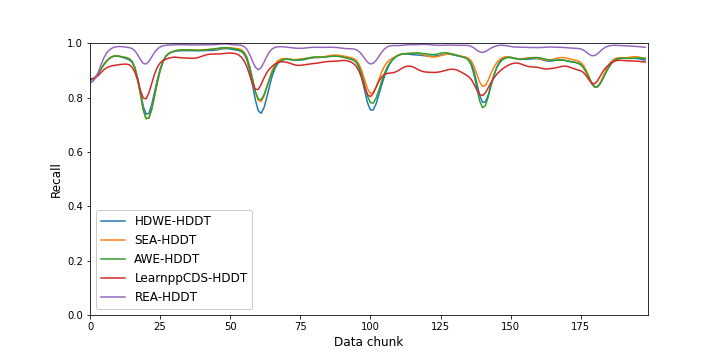 1.0
0.8
0.6
0.4
0.2
0.0
Recall
HDWE-HDDT
SEA-HDDT
AWE-HDDT
LearnppCDS-HDDT
REA-HDDT
0 25 50 75 100 125 150 175
Data chunk